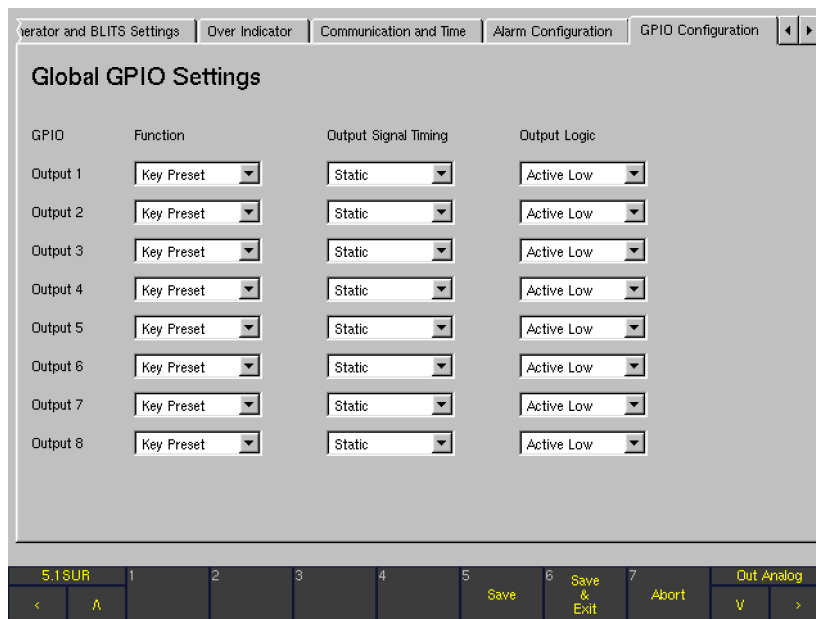 erator and BLITS Settings Over Indicator Communication and Time Alarm Configuration GPIO Configuration
Global GPIO Settings
GPIO Function Output Signal Timing Output Logic
Output 1 Key Preset Static Active Low
Output 2 Key Preset Static Active Low
Output 3 Key Preset Static Active Low
Output 4 Key Preset Static Active Low
Output 5 Key Preset Static Active Low
Output 6 Key Preset Static Active Low
Output 7 Key Preset Static Active Low
Output 8 Key Preset Static Active Low
5.1SUR 1 2 3 4 5 Save 6 Save & Exit 7 Abort Out Analog
< Λ V >